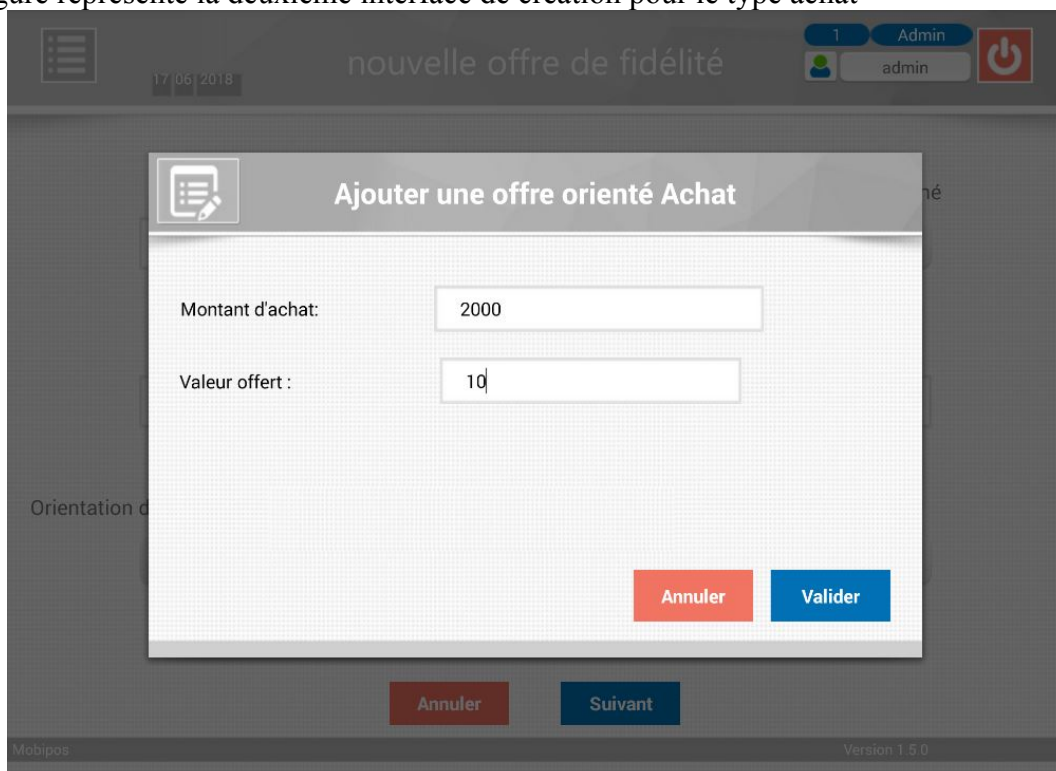 représente la deuxième interface de création pour le type achat
1 Admin
17 06 2018 nouvelle offre de fidélité admin
Ajouter une offre orienté Achat
Montant d'achat: 2000
Valeur offert : 10
Orientation
Annuler Valider
Annuler Suivant
Mobipos Version 1.5.0